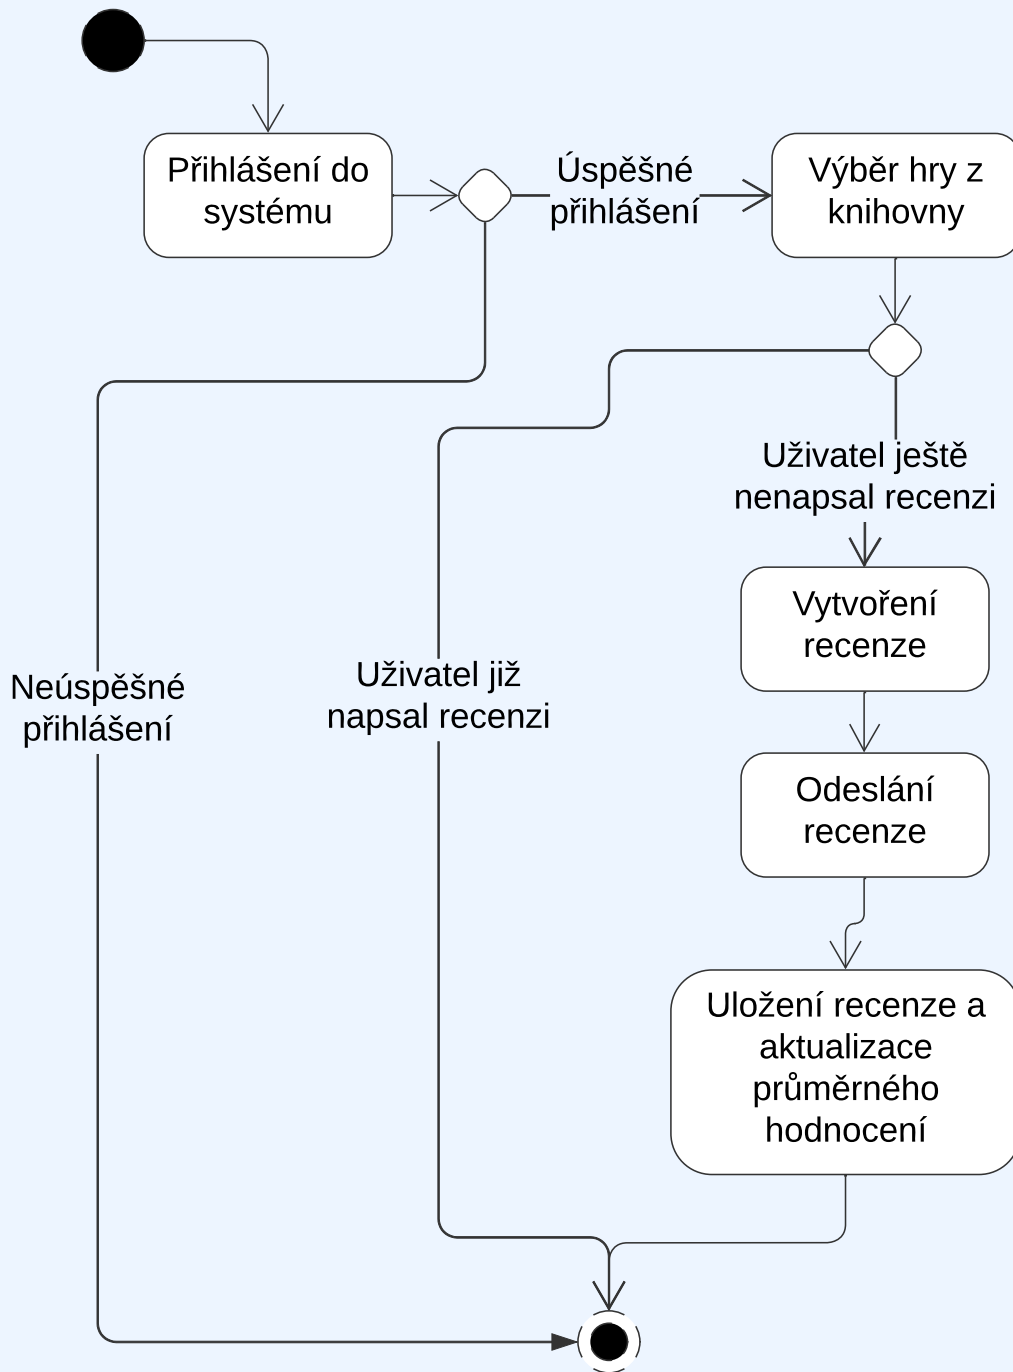 Přihlášení do
systému
Úspěšné
přihlášení
Výběr hry z
knihovny
Uživatel ještě
nenapsal recenzi
Vytvoření
recenze
Neúspěšné
přihlášení
Uživatel již
napsal recenzi
Odeslání
recenze
Uložení recenze a
aktualizace
průměrného
hodnocení